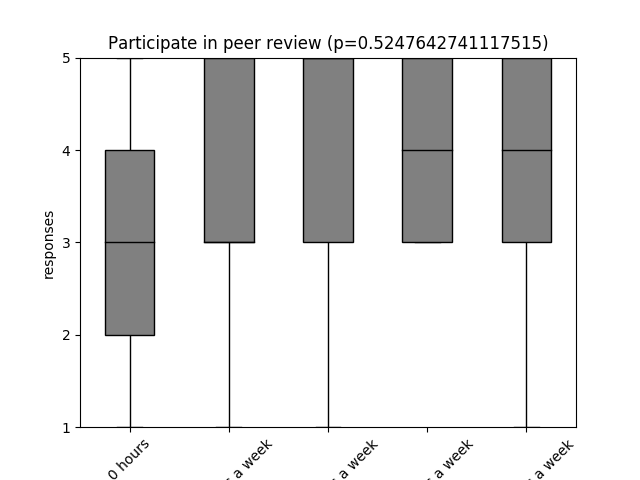 Participate in peer review (p=0.5247642741117515)
5
4
3
2
1
responses
0 hours
a week
a week
a week
a week